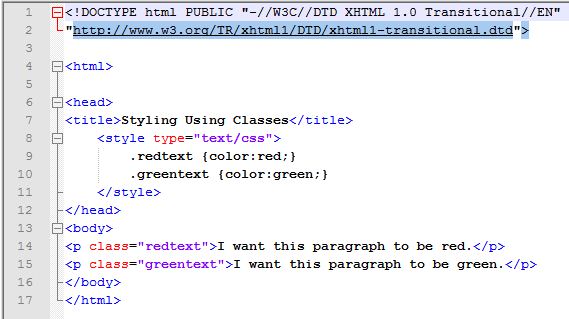 1 <!DOCTYPE html PUBLIC "-//W3C//DTD XHTML 1.0 Transitional//EN"
2 "http://www.w3.org/TR/xhtml1/DTD/xhtml1-transitional.dtd">
3
4 <html>
5
6 <head>
7 <title>Styling Using Classes</title>
8     <style type="text/css">
9         .redtext {color:red;}
10         .greentext {color:green;}
11     </style>
12 </head>
13 <body>
14 <p class="redtext">I want this paragraph to be red.</p>
15 <p class="greentext">I want this paragraph to be green.</p>
16 </body>
17 </html>